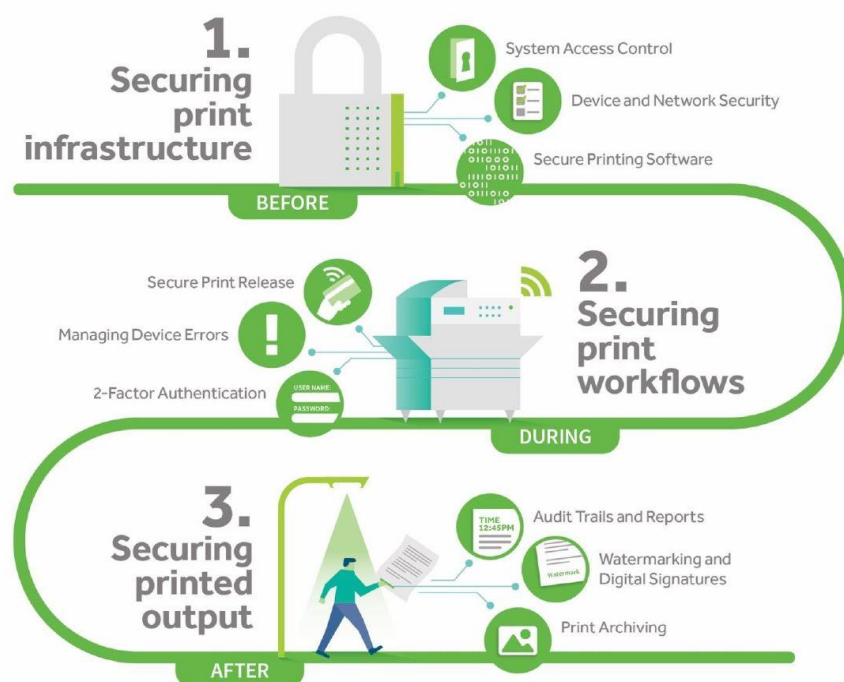 1.
Securing
print
infrastructure
System Access Control
Device and Network Security
Secure Printing Software
BEFORE
2.
Securing
print
workflows
Secure Print Release
Managing Device Errors
2-Factor Authentication
USER NAME:
PASSWORD:
DURING
3.
Securing
printed
output
TIME
12:45PM
Audit Trails and Reports
Watermark
Watermarking and
Digital Signatures
Print Archiving
AFTER